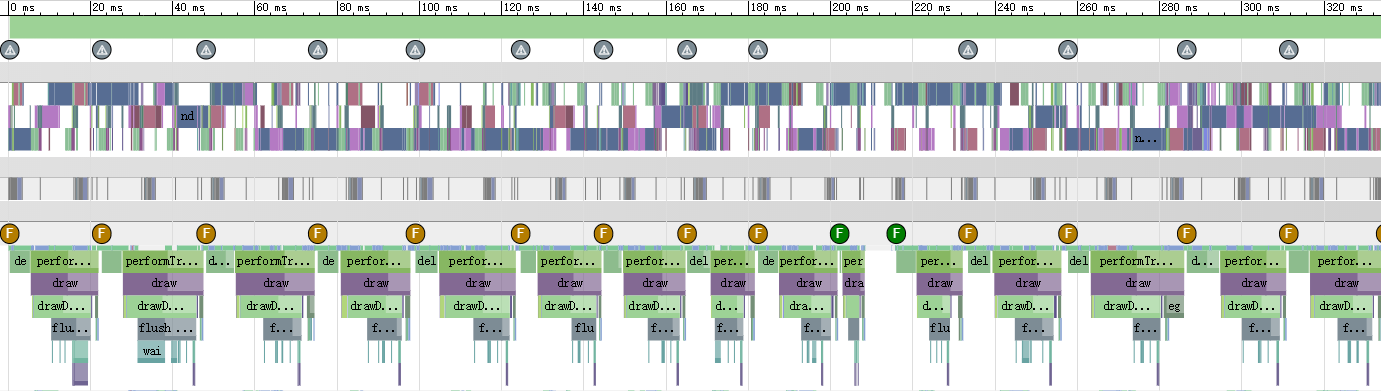 0 ms 20 ms 40 ms 60 ms 80 ms 100 ms 120 ms 140 ms 160 ms 180 ms 200 ms 220 ms 240 ms 260 ms 280 ms 300 ms 320 ms
nd
n...
F F F F F F F F F F F F F F F
de perfor... performTr... d... performTr... de perfor... del perfor... perfor... perfor... del per... de perfor... per per... del perfor... del performTr... d... perfor... perfor...
draw draw draw draw draw draw draw draw draw dra draw draw draw draw draw
drawD... drawD... drawD... drawD... drawD... drawD... drawD... d... dra... d... drawD... drawD... eg drawD... drawD...
flu... flush ... f... f... f... flu f... f... flu f... f... f... f...
wai